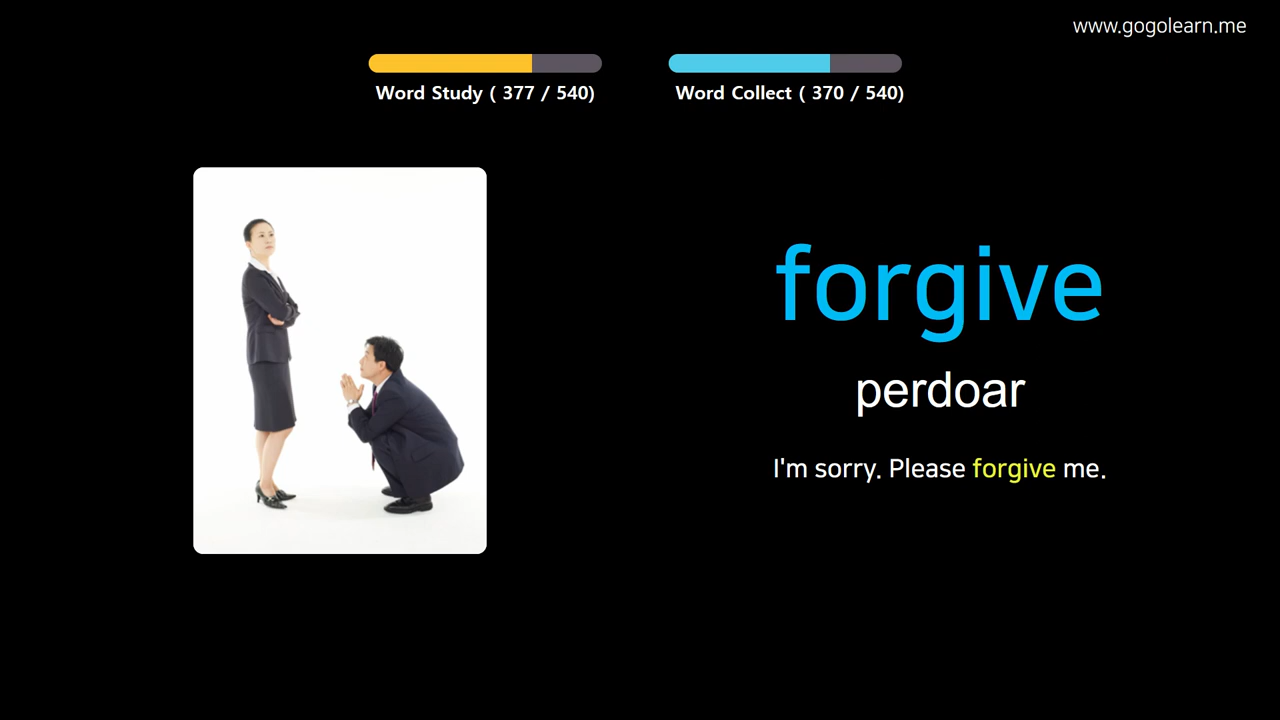 www.gogolearn.me
Word Study ( 377 / 540)
Word Collect ( 370 / 540)
forgive
perdoar
I'm sorry. Please forgive me.